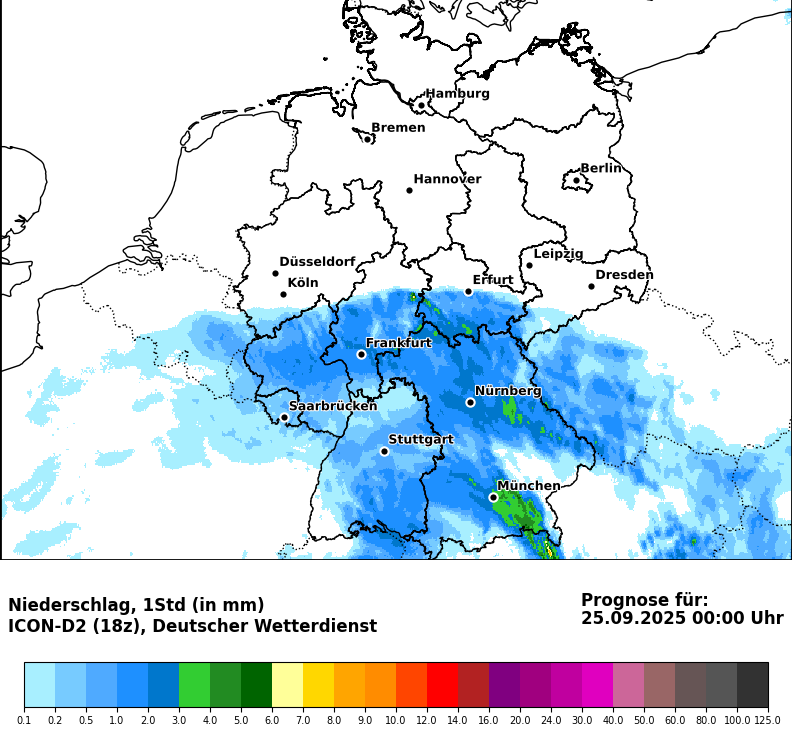 Hamburg
Bremen
Berlin
Hannover
Leipzig
Düsseldorf
Dresden
Köln
Erfurt
Frankfurt
Nürnberg
Saarbrücken
Stuttgart
München
Niederschlag, 1Std (in mm)
ICON-D2 (18z), Deutscher Wetterdienst
Prognose für:
25.09.2025 00:00 Uhr
0.1 0.2 0.5 1.0 2.0 3.0 4.0 5.0 6.0 7.0 8.0 9.0 10.0 12.0 14.0 16.0 20.0 24.0 30.0 40.0 50.0 60.0 80.0 100.0 125.0